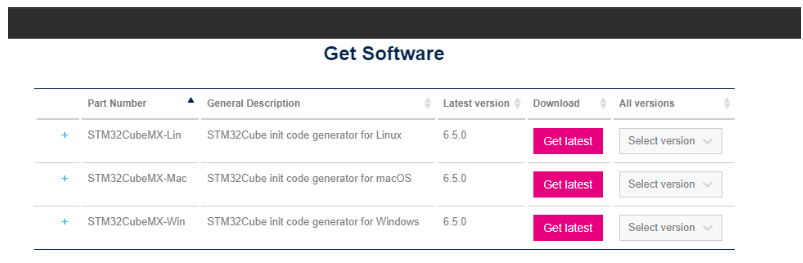 Get Software
Part Number General Description Latest version Download All versions
+ STM32CubeMX-Lin STM32Cube init code generator for Linux 6.5.0 Get latest Select version
+ STM32CubeMX-Mac STM32Cube init code generator for macOS 6.5.0 Get latest Select version
+ STM32CubeMX-Win STM32Cube init code generator for Windows 6.5.0 Get latest Select version